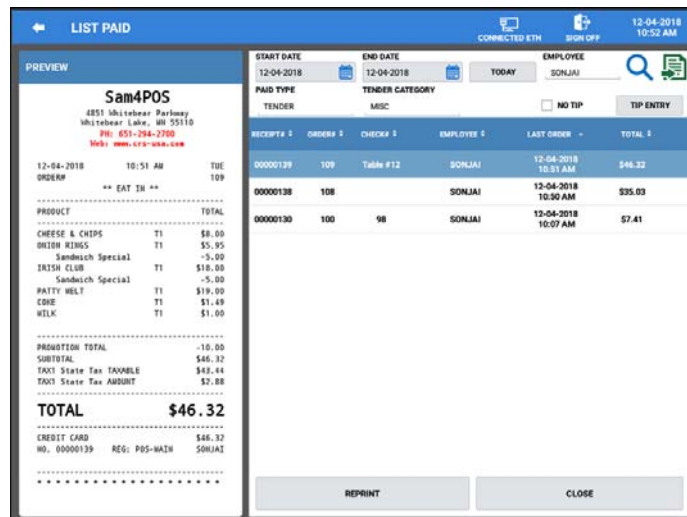 LIST PAID
CONNECTED ETH
SIGN OFF
12-04-2018
10:52 AM
PREVIEW
Sam4POS
4851 Whitebear Parkway
Whitebear Lake, MN 55110
PH: 651-294-2700
Web: www.crs-usa.com
12-04-2018 10:51 AM TUE
ORDER# 109
** EAT IN **
PRODUCT TOTAL
CHEESE & CHIPS T1 $8.00
ONION RINGS T1 $5.95
Sandwich Special -5.00
IRISH CLUB T1 $18.00
Sandwich Special -5.00
PATTY MELT T1 $19.00
COKE T1 $1.49
MILK T1 $1.00
PROMOTION TOTAL -10.00
SUBTOTAL $46.32
TAX1 State Tax TAXABLE $43.44
TAX1 State Tax AMOUNT $2.88
TOTAL $46.32
CREDIT CARD $46.32
NO. 00000139 REG: POS-MAIN SONJAI
START DATE END DATE EMPLOYEE
12-04-2018 12-04-2018 TODAY SONJAI
PAID TYPE TENDER CATEGORY
TENDER MISC NO TIP TIP ENTRY
RECEIPT# ORDER# CHECK# EMPLOYEE LAST ORDER TOTAL
00000139 109 Table #12 SONJAI 12-04-2018 10:51 AM $46.32
00000138 108 SONJAI 12-04-2018 10:50 AM $35.03
00000130 100 98 SONJAI 12-04-2018 10:07 AM $7.41
REPRINT CLOSE